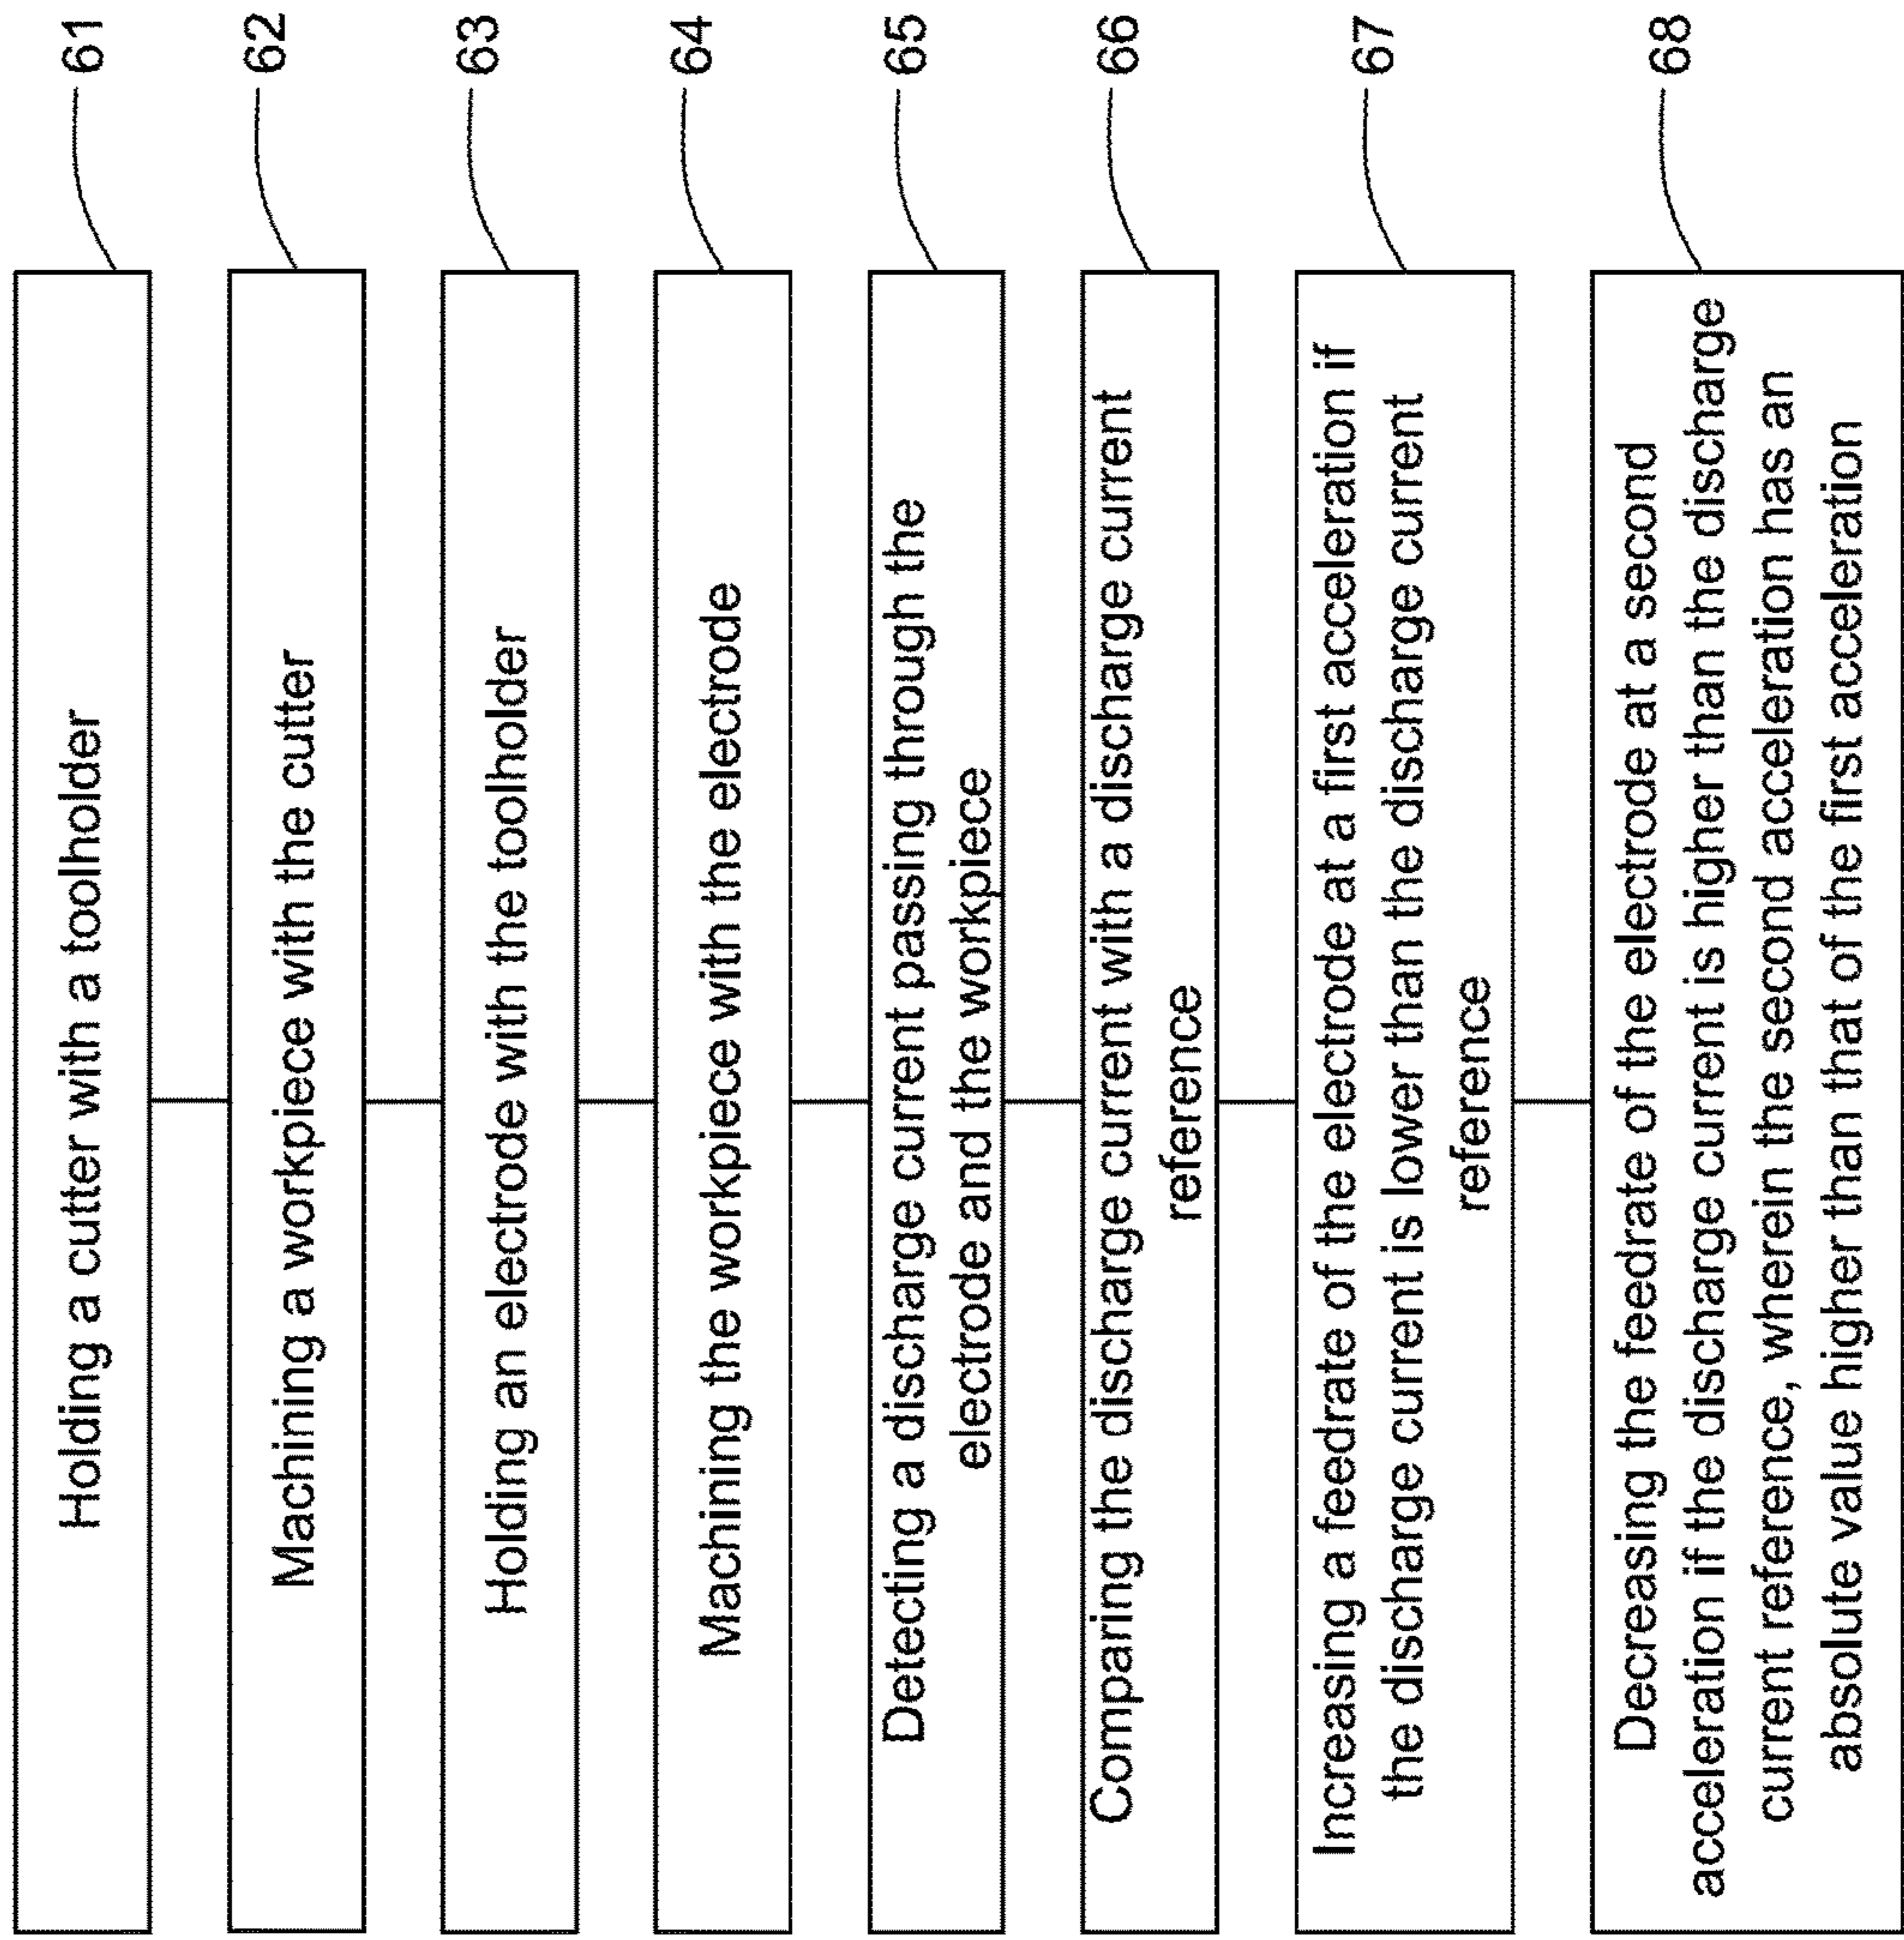 Holding a cutter with a toolholder
61
Machining a workpiece with the cutter
62
Holding an electrode with the toolholder
63
Machining the workpiece with the electrode
64
Detecting a discharge current passing through the
electrode and the workpiece
65
Comparing the discharge current with a discharge current
reference
66
Increasing a feedrate of the electrode at a first acceleration if
the discharge current is lower than the discharge current
reference
67
Decreasing the feedrate of the electrode at a second
acceleration if the discharge current is higher than the discharge
current reference, wherein the second acceleration has an
absolute value higher than that of the first acceleration
68